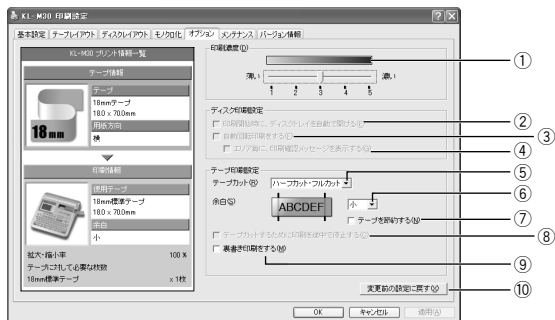 KL-M30 印刷設定
基本設定 テープレイアウト ディスクレイアウト モノクロ化 オプション メンテナンス バージョン情報
KL-M30 プリント情報一覧
テープ情報
テープ
18mmテープ
18.0 x 70.0mm
用紙方向
横
18mm
印刷情報
使用テープ
18mm標準テープ
18.0 x 70.0mm
余白
小
拡大・縮小率 100 %
テープに対して必要な枚数
18mm標準テープ x 1枚
印刷濃度(D)
薄い 濃い
1 2 3 4 5
①
ディスク印刷設定
印刷開始時に、ディスクトレイを自動で開ける
②
自動回転印刷をする
③
エリア毎に、印刷確認メッセージを表示する
④
テープ印刷設定
テープカット(R) ハーフカット・フルカット
⑤
余白(S) ABCDEF 小
⑥
テープを節約する(N)
⑦
テープカットするために印刷を途中で停止する
⑧
裏書き印刷をする(M)
⑨
変更前の設定に戻す(X)
⑩
OK キャンセル 適用(A)